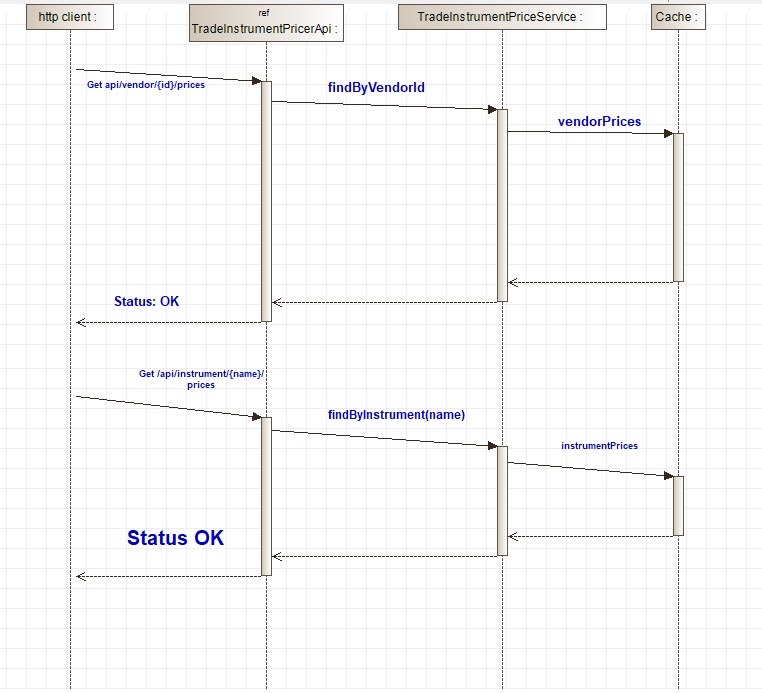 http client :
ref
TradeInstrumentPricerApi :
TradeInstrumentPriceService :
Cache :
Get api/vendor/{id}/prices
findByVendorId
vendorPrices
Status: OK
Get /api/instrument/{name}/
prices
findByInstrument(name)
instrumentPrices
Status OK